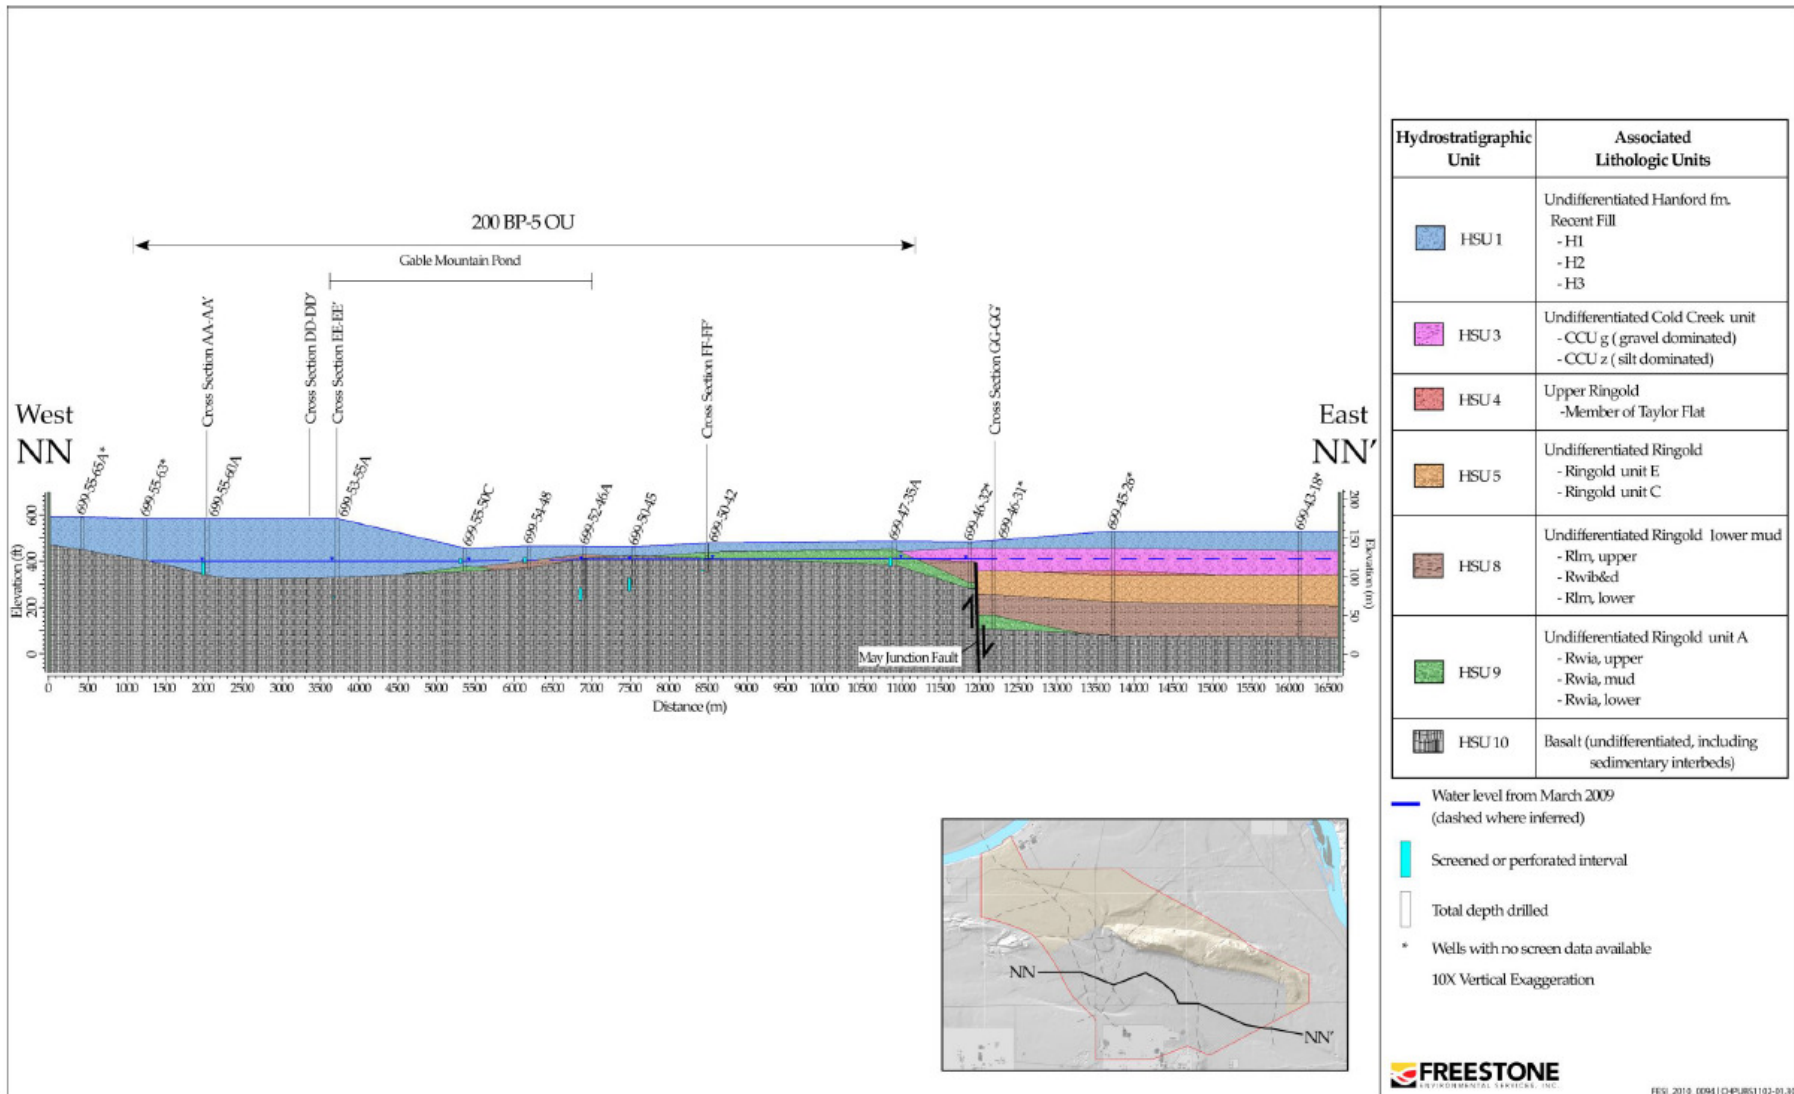 200 BP-5 OU
Gable Mountain Pond
Cross Section AA-AA'
Cross Section DD-DD'
Cross Section EE-EE'
Cross Section FF-FF'
Cross Section GG-GG'
West
NN
East
NN'
699-55-65A*
699-55-63*
699-55-60A
699-53-55A
699-55-50C
699-54-48
699-52-46A
699-50-45
699-50-42
699-47-35A
699-46-32*
699-46-31*
699-45-26*
699-43-18*
Elevation (ft)
600
400
200
0
Elevation (m)
200
150
100
50
0
May Junction Fault
0 500 1000 1500 2000 2500 3000 3500 4000 4500 5000 5500 6000 6500 7000 7500 8000 8500 9000 9500 10000 10500 11000 11500 12000 12500 13000 13500 14000 14500 15000 15500 16000 16500
Distance (m)
NN
NN'
Hydrostratigraphic Unit
Associated Lithologic Units
HSU 1
Undifferentiated Hanford fm.
Recent Fill
- H1
- H2
- H3
HSU 3
Undifferentiated Cold Creek unit
- CCU g ( gravel dominated)
- CCU z ( silt dominated)
HSU 4
Upper Ringold
-Member of Taylor Flat
HSU 5
Undifferentiated Ringold
- Ringold unit E
- Ringold unit C
HSU 8
Undifferentiated Ringold lower mud
- Rlm, upper
- Rwib&d
- Rlm, lower
HSU 9
Undifferentiated Ringold unit A
- Rwia, upper
- Rwia, mud
- Rwia, lower
HSU 10
Basalt (undifferentiated, including
sedimentary interbeds)
Water level from March 2009
(dashed where inferred)
Screened or perforated interval
Total depth drilled
* Wells with no screen data available
10X Vertical Exaggeration
FREESTONE
ENVIRONMENTAL SERVICES, INC.